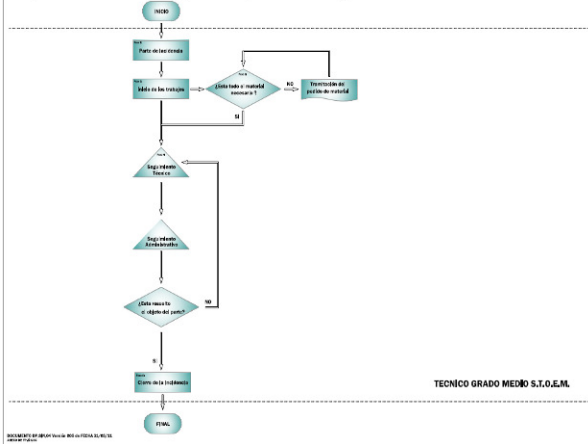 INICIO
Parte de Incidencia
Inicio de los trabajos
¿Esta todo el material
necesario?
NO
Tramitación del
pedido de material
SI
Seguimiento
Técnico
Seguimiento
Administrativo
¿Esta resuelto
el objeto del parte?
NO
SI
Cierre de la Incidencia
TECNICO GRADO MEDIO S.T.O.E.M.
FINAL